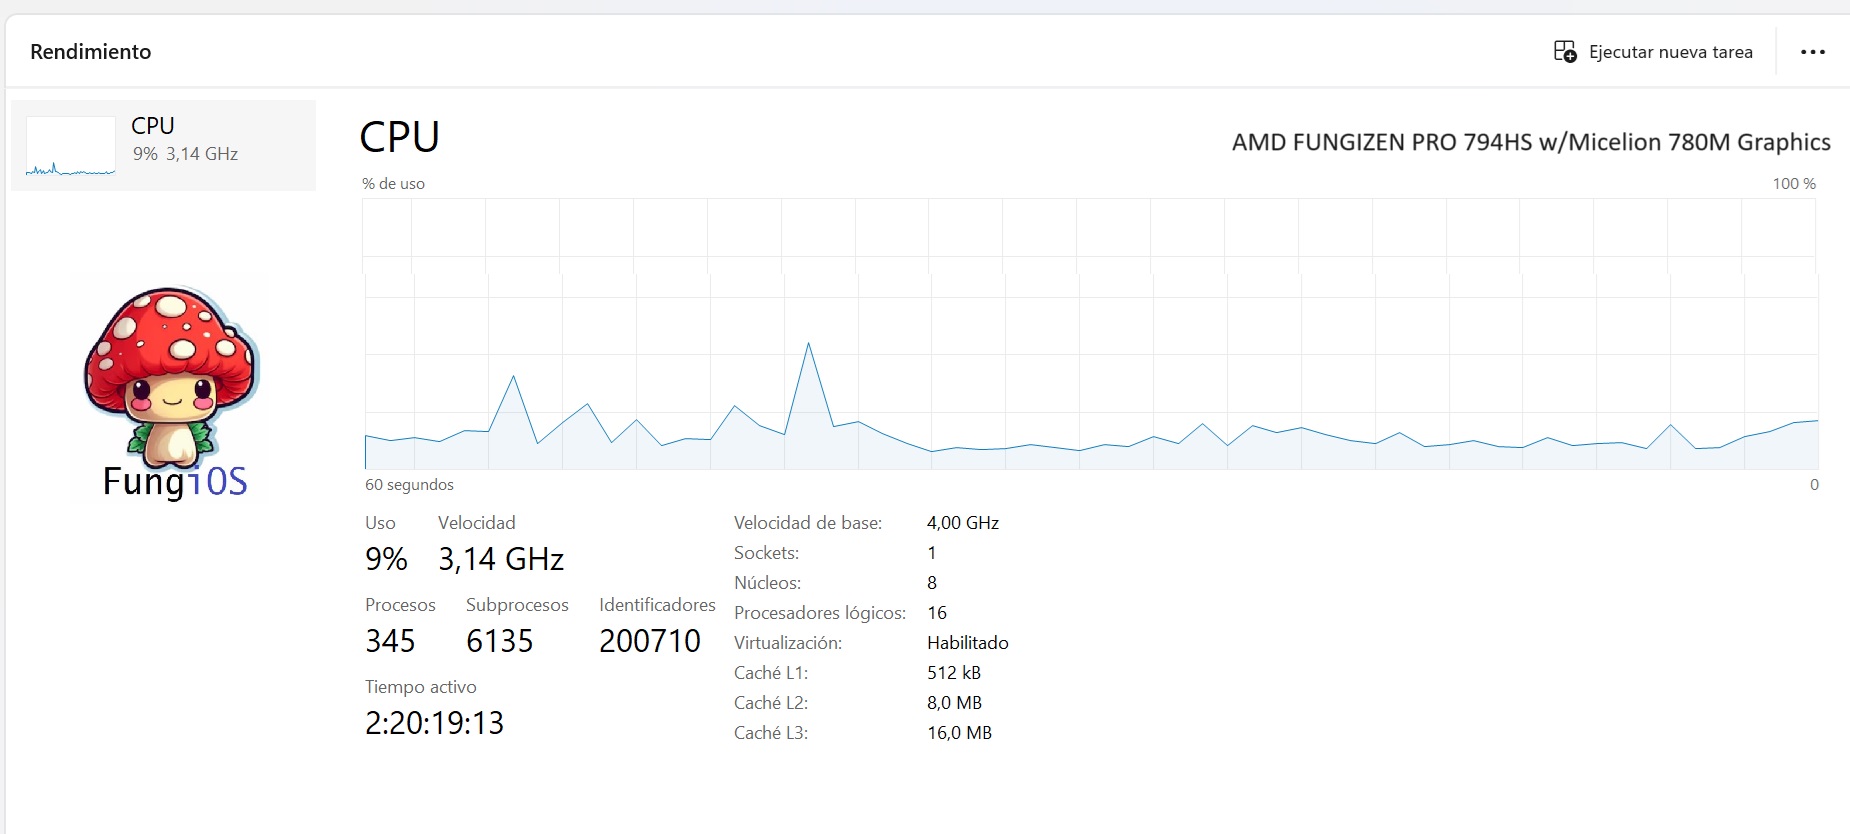 Rendimiento
Ejecutar nueva tarea
CPU
9% 3,14 GHz
FungiOS
CPU
AMD FUNGIZEN PRO 794HS w/Micelion 780M Graphics
% de uso
100 %
60 segundos
0
Uso
Velocidad
9%
3,14 GHz
Procesos
Subprocesos
Identificadores
345
6135
200710
Tiempo activo
2:20:19:13
Velocidad de base: 4,00 GHz
Sockets: 1
Núcleos: 8
Procesadores lógicos: 16
Virtualización: Habilitado
Caché L1: 512 kB
Caché L2: 8,0 MB
Caché L3: 16,0 MB